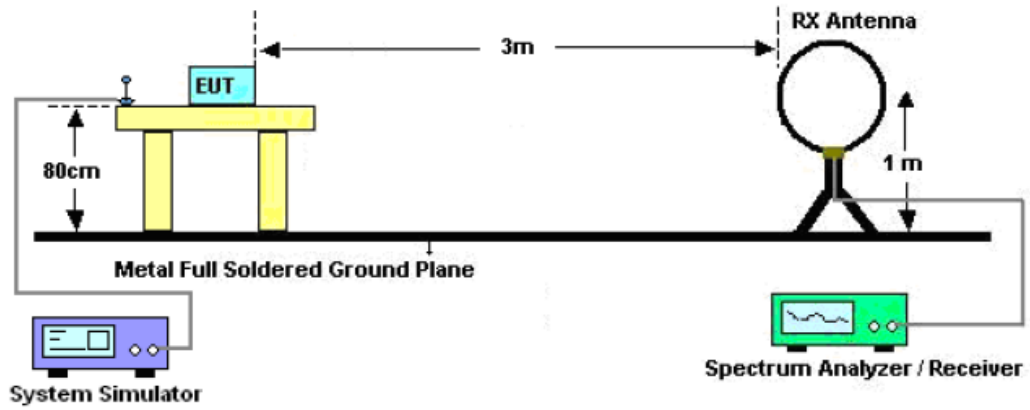 RX Antenna
3m
EUT
80cm
1 m
Metal Full Soldered Ground Plane
System Simulator
Spectrum Analyzer / Receiver